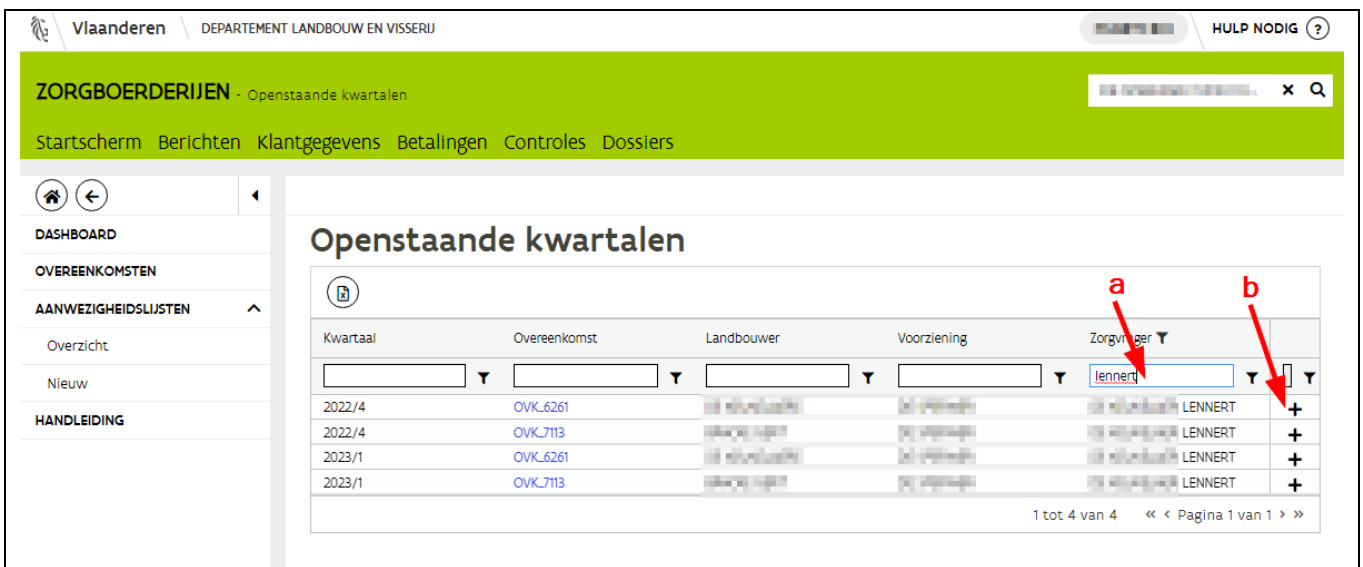 Vlaanderen DEPARTEMENT LANDBOUW EN VISSERIJ HULP NODIG ?
ZORGBOERDERIJEN - Openstaande kwartalen
Startscherm Berichten Klantgegevens Betalingen Controles Dossiers
DASHBOARD
OVEREENKOMSTEN
AANWEZIGHEIDSLIJSTEN
Overzicht
Nieuw
HANDLEIDING
Openstaande kwartalen
a b
Kwartaal Overeenkomst Landbouwer Voorziening Zorgvrager
lennert
2022/4 OVK_6261 LENNERT +
2022/4 OVK_7113 LENNERT +
2023/1 OVK_6261 LENNERT +
2023/1 OVK_7113 LENNERT +
1 tot 4 van 4 « < Pagina 1 van 1 > »